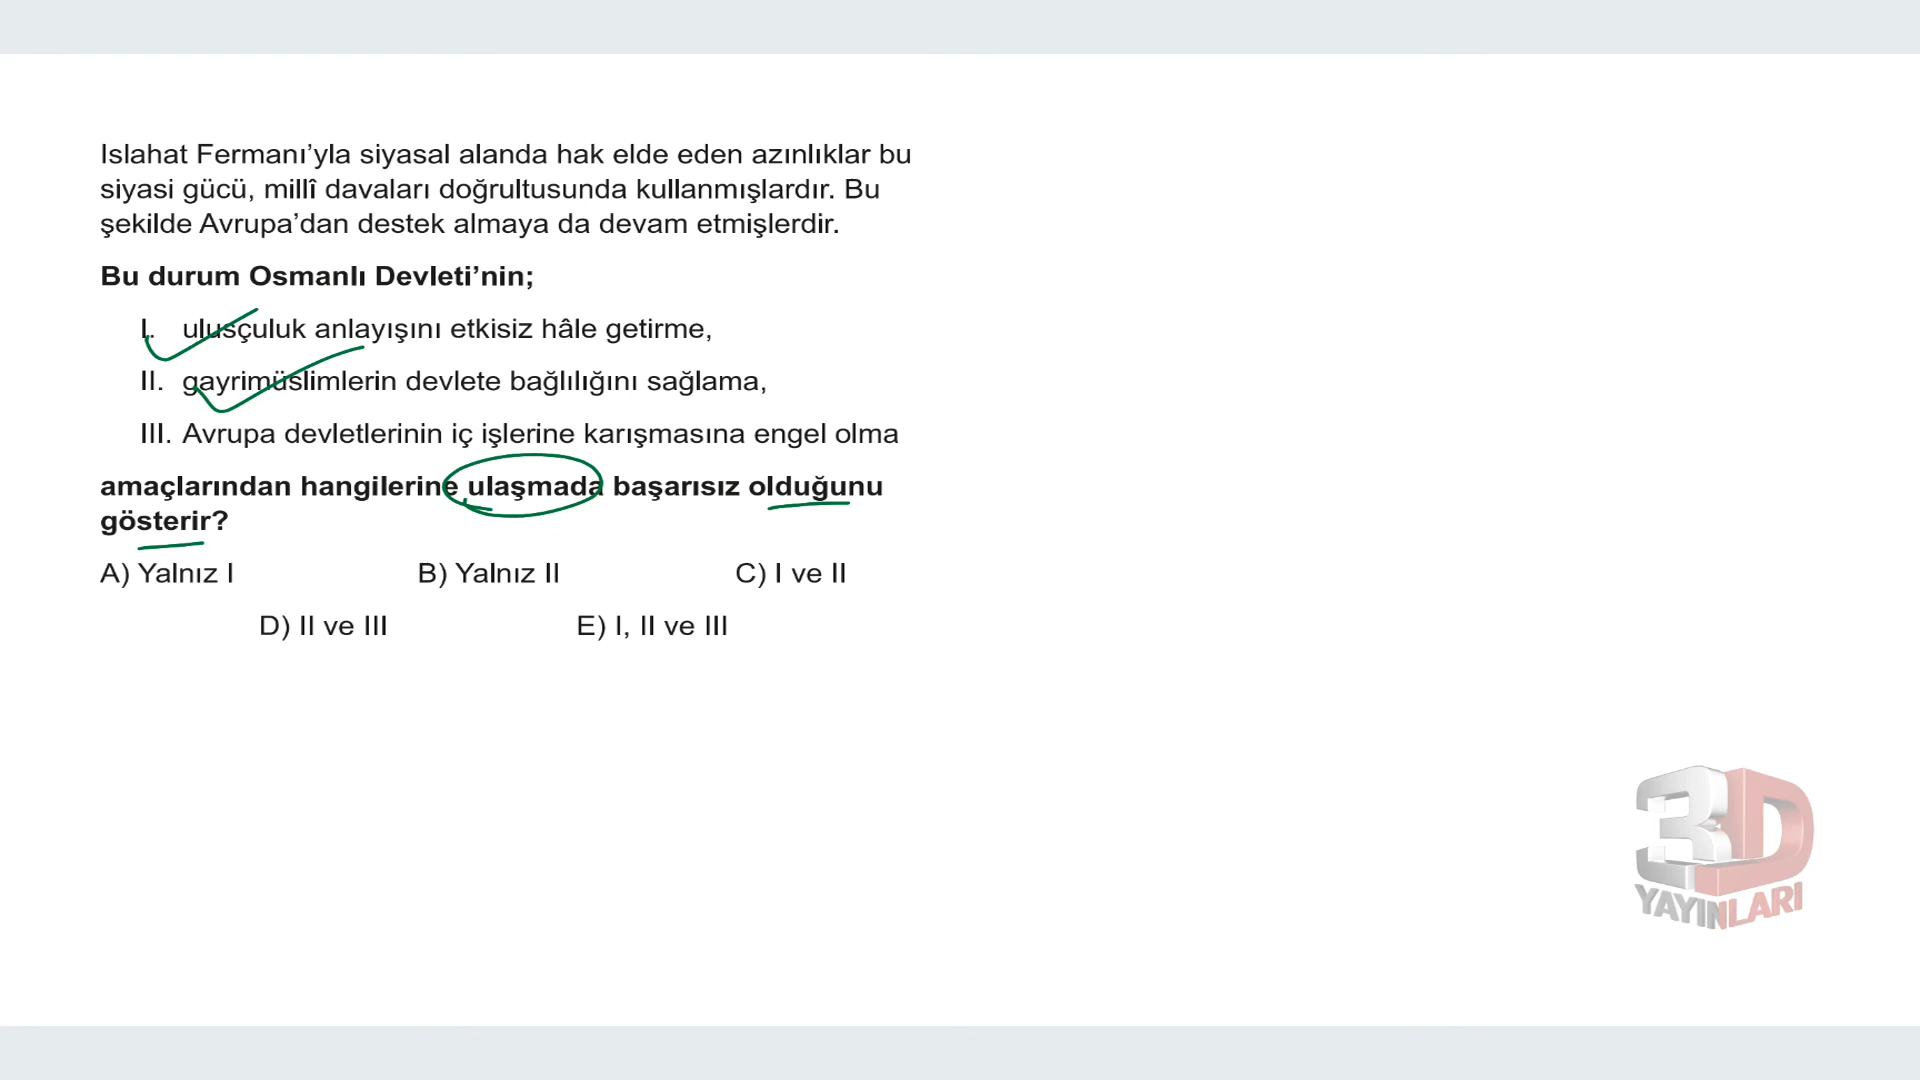 Islahat Fermanı’yla siyasal alanda hak elde eden azınlıklar bu
siyasi gücü, millî davaları doğrultusunda kullanmışlardır. Bu
şekilde Avrupa’dan destek almaya da devam etmişlerdir.
Bu durum Osmanlı Devleti’nin;
I. ulusçuluk anlayışını etkisiz hâle getirme,
II. gayrimüslimlerin devlete bağlılığını sağlama,
III. Avrupa devletlerinin iç işlerine karışmasına engel olma
amaçlarından hangilerine ulaşmada başarısız olduğunu
gösterir?
A) Yalnız I B) Yalnız II C) I ve II
D) II ve III E) I, II ve III
3D
YAYINLARI